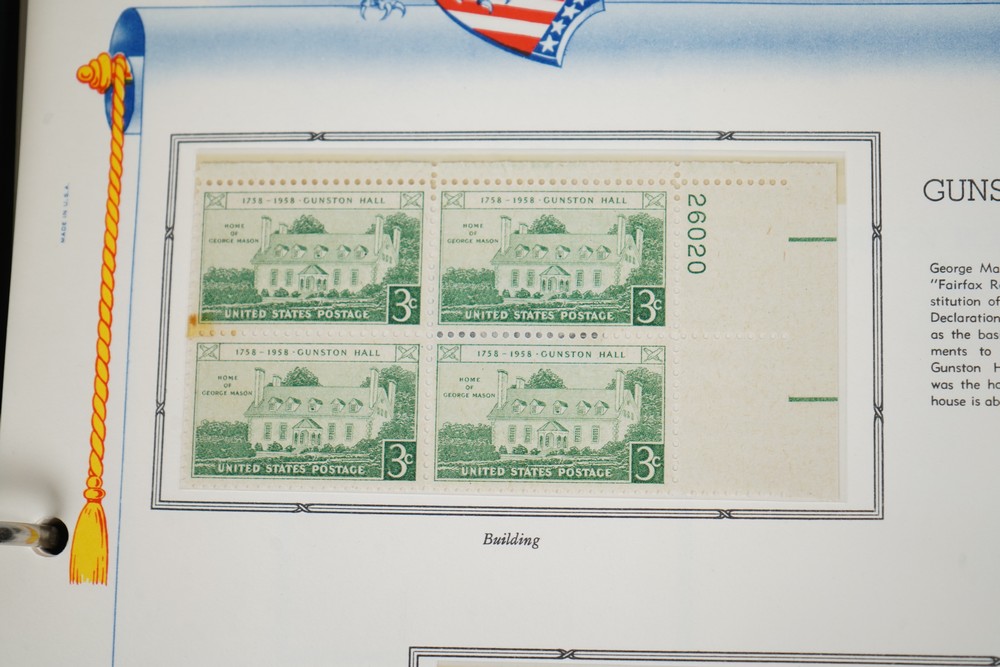 MADE IN U.S.A.
1758 - 1958 · GUNSTON HALL
HOME
OF
GEORGE MASON
3c
UNITED STATES POSTAGE
1758 - 1958 · GUNSTON HALL
HOME
OF
GEORGE MASON
3c
UNITED STATES POSTAGE
26020
1758 - 1958 · GUNSTON HALL
HOME
OF
GEORGE MASON
3c
UNITED STATES POSTAGE
1758 - 1958 · GUNSTON HALL
HOME
OF
GEORGE MASON
3c
UNITED STATES POSTAGE
Building
GUNS
George Ma
"Fairfax R
stitution of
Declaration
as the bas
ments to
Gunston H
was the ho
house is ab